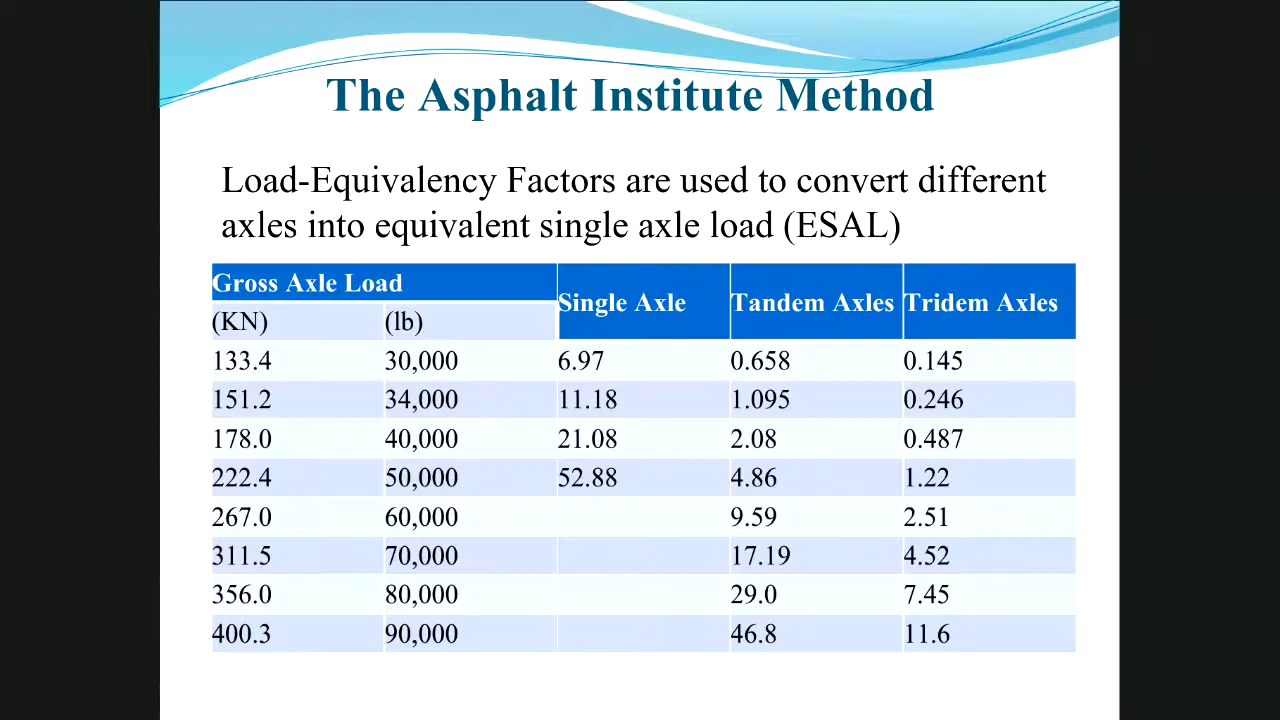 The Asphalt Institute Method
Load-Equivalency Factors are used to convert different
axles into equivalent single axle load (ESAL)
Gross Axle Load Single Axle Tandem Axles Tridem Axles
(KN) (lb)
133.4 30,000 6.97 0.658 0.145
151.2 34,000 11.18 1.095 0.246
178.0 40,000 21.08 2.08 0.487
222.4 50,000 52.88 4.86 1.22
267.0 60,000 9.59 2.51
311.5 70,000 17.19 4.52
356.0 80,000 29.0 7.45
400.3 90,000 46.8 11.6